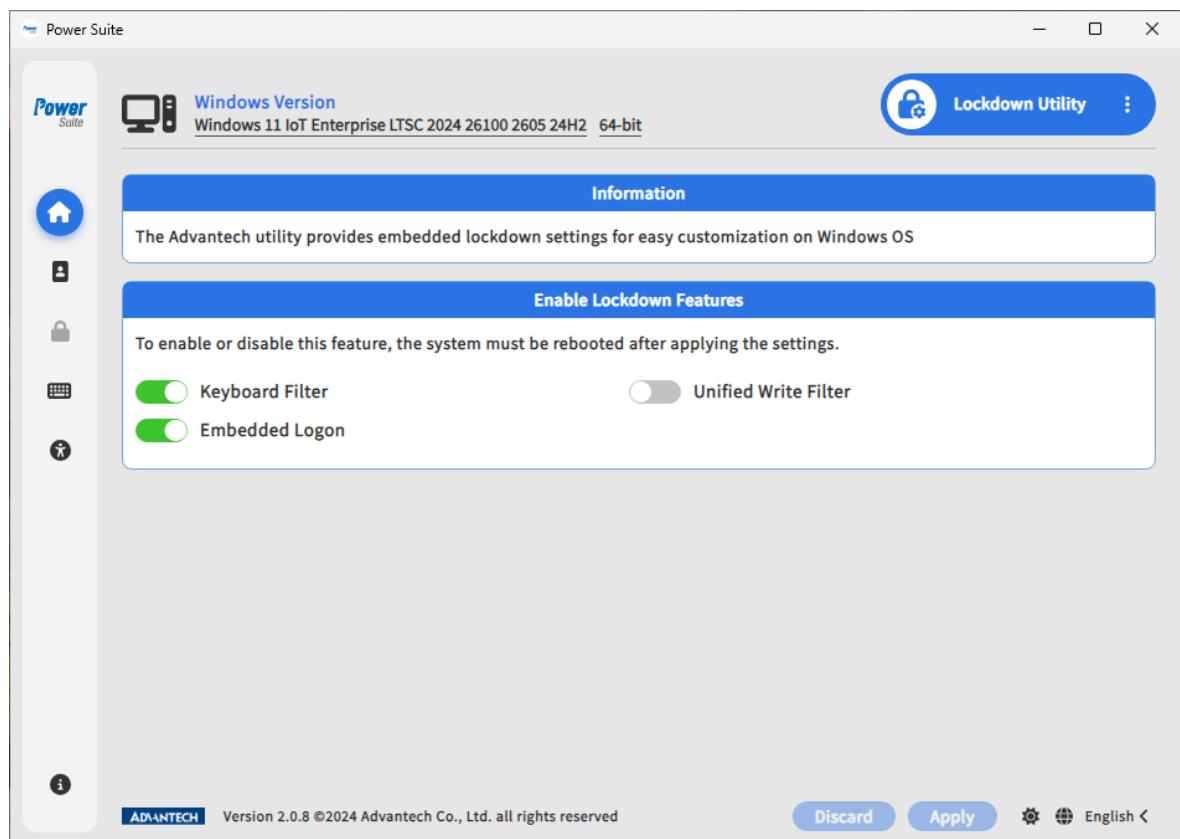 Power Suite
Power
Suite
Windows Version
Windows 11 IoT Enterprise LTSC 2024 26100 2605 24H2 64-bit
Lockdown Utility
Information
The Advantech utility provides embedded lockdown settings for easy customization on Windows OS
Enable Lockdown Features
To enable or disable this feature, the system must be rebooted after applying the settings.
Keyboard Filter
Unified Write Filter
Embedded Logon
ADVANTECH Version 2.0.8 ©2024 Advantech Co., Ltd. all rights reserved
Discard
Apply
English